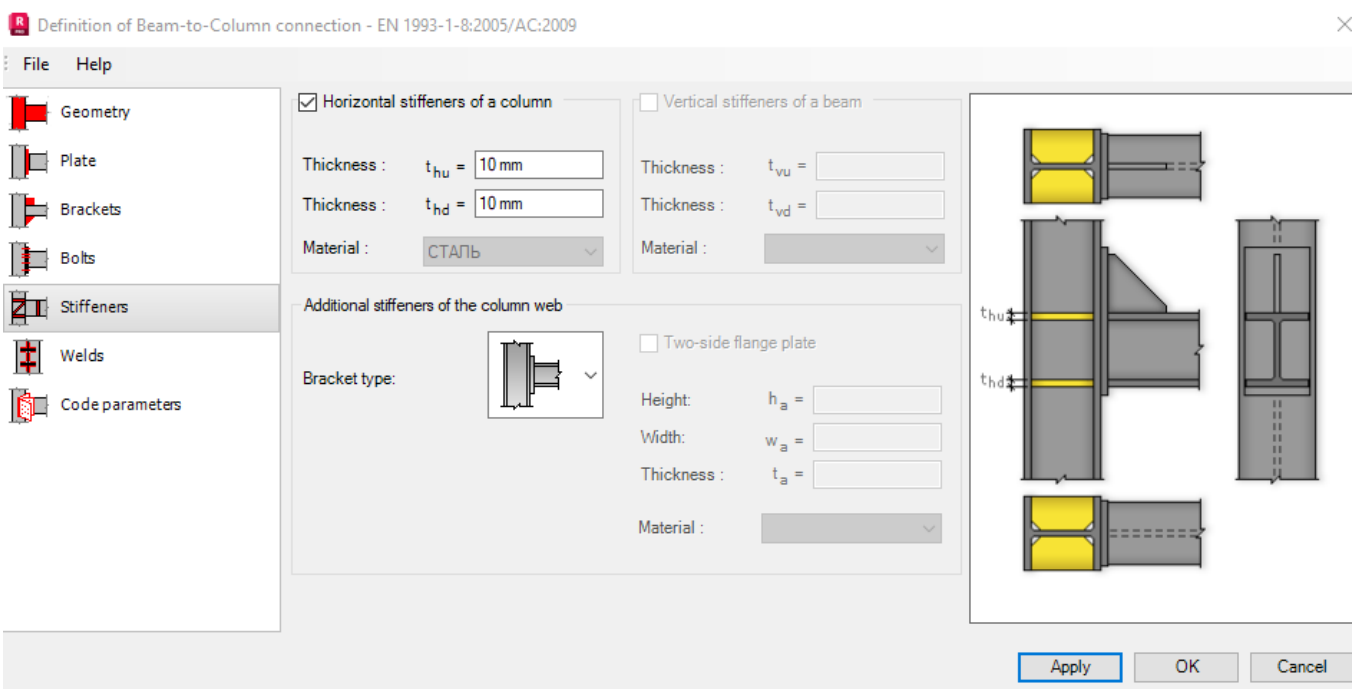 R PRO Definition of Beam-to-Column connection - EN 1993-1-8:2005/AC:2009
File Help
Geometry
Plate
Brackets
Bolts
Stiffeners
Welds
Code parameters
Horizontal stiffeners of a column
Thickness : thu = 10 mm
Thickness : thd = 10 mm
Material : СТАПЬ
Vertical stiffeners of a beam
Thickness : tvu =
Thickness : tvd =
Material :
Additional stiffeners of the column web
Bracket type:
Two-side flange plate
Height: ha =
Width: wa =
Thickness : ta =
Material :
thu
thd
Apply OK Cancel